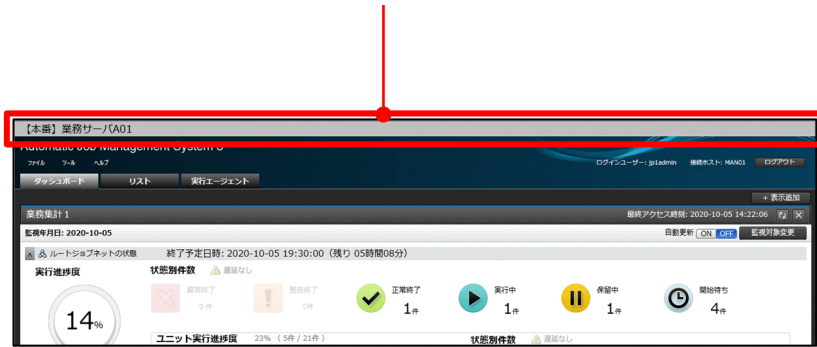 【本番】業務サーバA01
Automatic Job Management System 3
ファイル ツール ヘルプ
ログインユーザー: jp1admin 接続ホスト: MAN01 ログアウト
ダッシュボード リスト 実行エージェント
+ 表示追加
業務集計1 最終アクセス時刻: 2020-10-05 14:22:06
監視年月日: 2020-10-05 自動更新 ON OFF 監視対象変更
ルートジョブネットの状態 終了予定日時: 2020-10-05 19:30:00（残り 05時間08分）
実行進捗度 状態別件数 遅延なし
異常終了 警告終了 正常終了 実行中 保留中 開始待ち
0件 0件 1件 1件 1件 4件
14%
ユニット実行進捗度 23% （ 5件 / 21件 ） 状態別件数 遅延なし